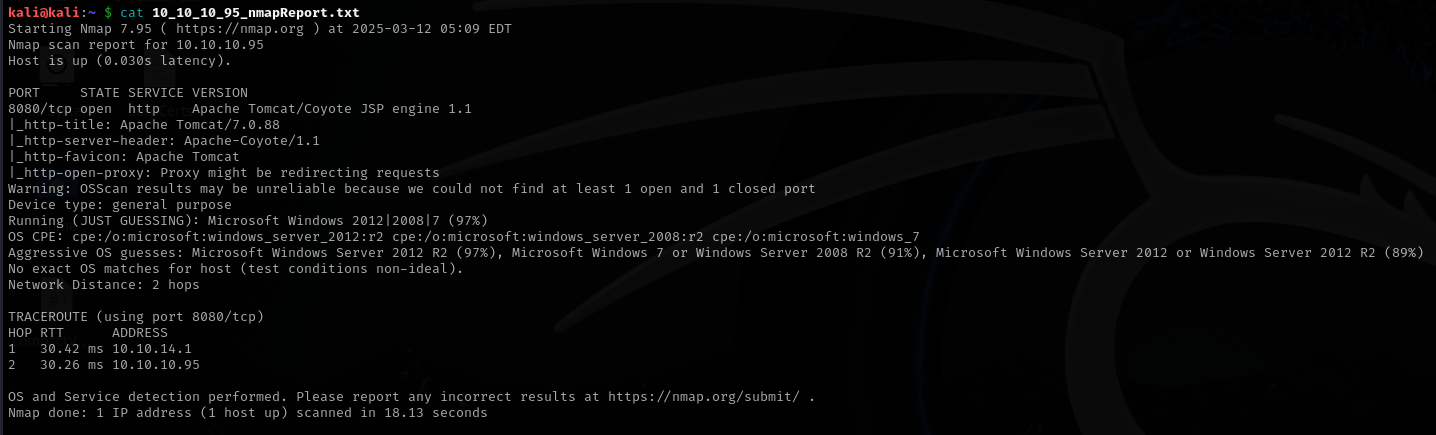 kali@kali:~ $ cat 10_10_10_95_nmapReport.txt
Starting Nmap 7.95 ( https://nmap.org ) at 2025-03-12 05:09 EDT
Nmap scan report for 10.10.10.95
Host is up (0.030s latency).

PORT     STATE SERVICE VERSION
8080/tcp open  http    Apache Tomcat/Coyote JSP engine 1.1
|_http-title: Apache Tomcat/7.0.88
|_http-server-header: Apache-Coyote/1.1
|_http-favicon: Apache Tomcat
|_http-open-proxy: Proxy might be redirecting requests
Warning: OSScan results may be unreliable because we could not find at least 1 open and 1 closed port
Device type: general purpose
Running (JUST GUESSING): Microsoft Windows 2012|2008|7 (97%)
OS CPE: cpe:/o:microsoft:windows_server_2012:r2 cpe:/o:microsoft:windows_server_2008:r2 cpe:/o:microsoft:windows_7
Aggressive OS guesses: Microsoft Windows Server 2012 R2 (97%), Microsoft Windows 7 or Windows Server 2008 R2 (91%), Microsoft Windows Server 2012 or Windows Server 2012 R2 (89%)
No exact OS matches for host (test conditions non-ideal).
Network Distance: 2 hops

TRACEROUTE (using port 8080/tcp)
HOP RTT      ADDRESS
1   30.42 ms 10.10.14.1
2   30.26 ms 10.10.10.95

OS and Service detection performed. Please report any incorrect results at https://nmap.org/submit/ .
Nmap done: 1 IP address (1 host up) scanned in 18.13 seconds